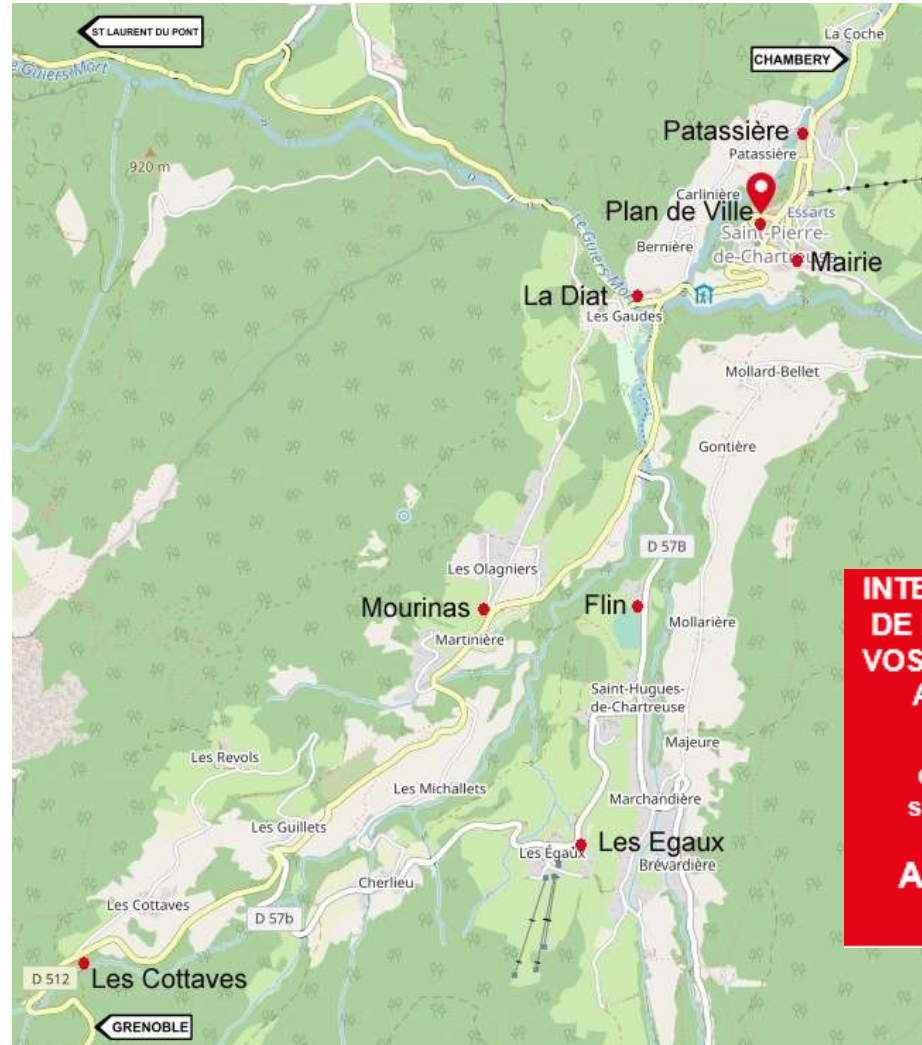 ST LAURENT DU PONT
La Coche
CHAMBERY
e Guiers Mort
Patassière
Patassière
920 m
Carlinière
Plan de Ville
Essarts
Saint-Pierre-
de-Chartreuse
Bernière
Mairie
Le Guiers Mort
La Diat
Les Gaudes
Mollard-Bellet
Gontière
D 57B
Les Olagniers
INTE
Mourinas
Flin
DE
Mollarière
Martinière
VOS
A
Saint-Hugues-
de-Chartreuse
Majeure
Les Revols
Les Michallets
Marchandière
s
Les Guillets
Les Egaux
Les Égaux
Brévardière
Cherlieu
A
Les Cottaves
D 57b
D 512
Les Cottaves
GRENOBLE